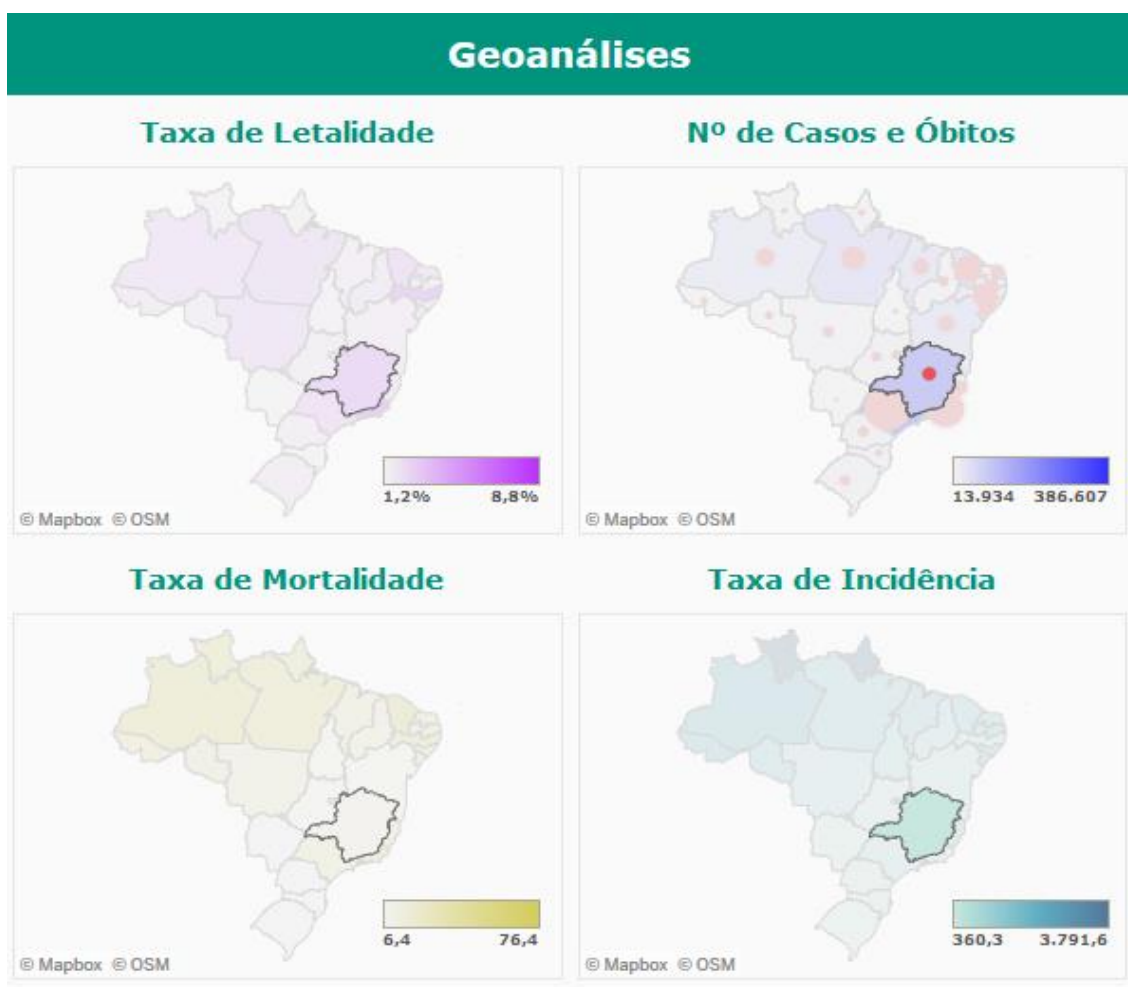 Geoanálises
Taxa de Letalidade
Nº de Casos e Óbitos
1,2% 8,8%
© Mapbox © OSM
13.934 386.607
© Mapbox © OSM
Taxa de Mortalidade
Taxa de Incidência
6,4 76,4
© Mapbox © OSM
360,3 3.791,6
© Mapbox © OSM